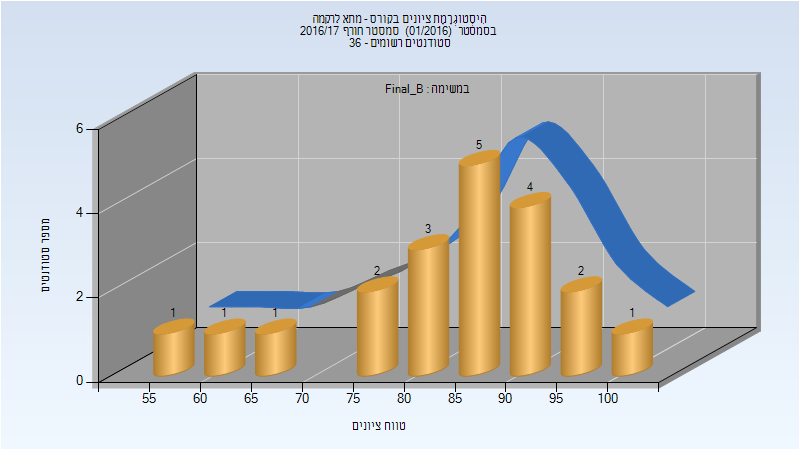 היסטוגרמת ציונים בקורס - מתא לרקמה
בסמסטר (01/2016) סמסטר חורף 2016/17
סטודנטים רשומים - 36
במשימה : Final_B
מספר סטודנטים
6
4
2
0
1
1
1
2
3
5
4
2
1
55 60 65 70 75 80 85 90 95 100
טווח ציונים